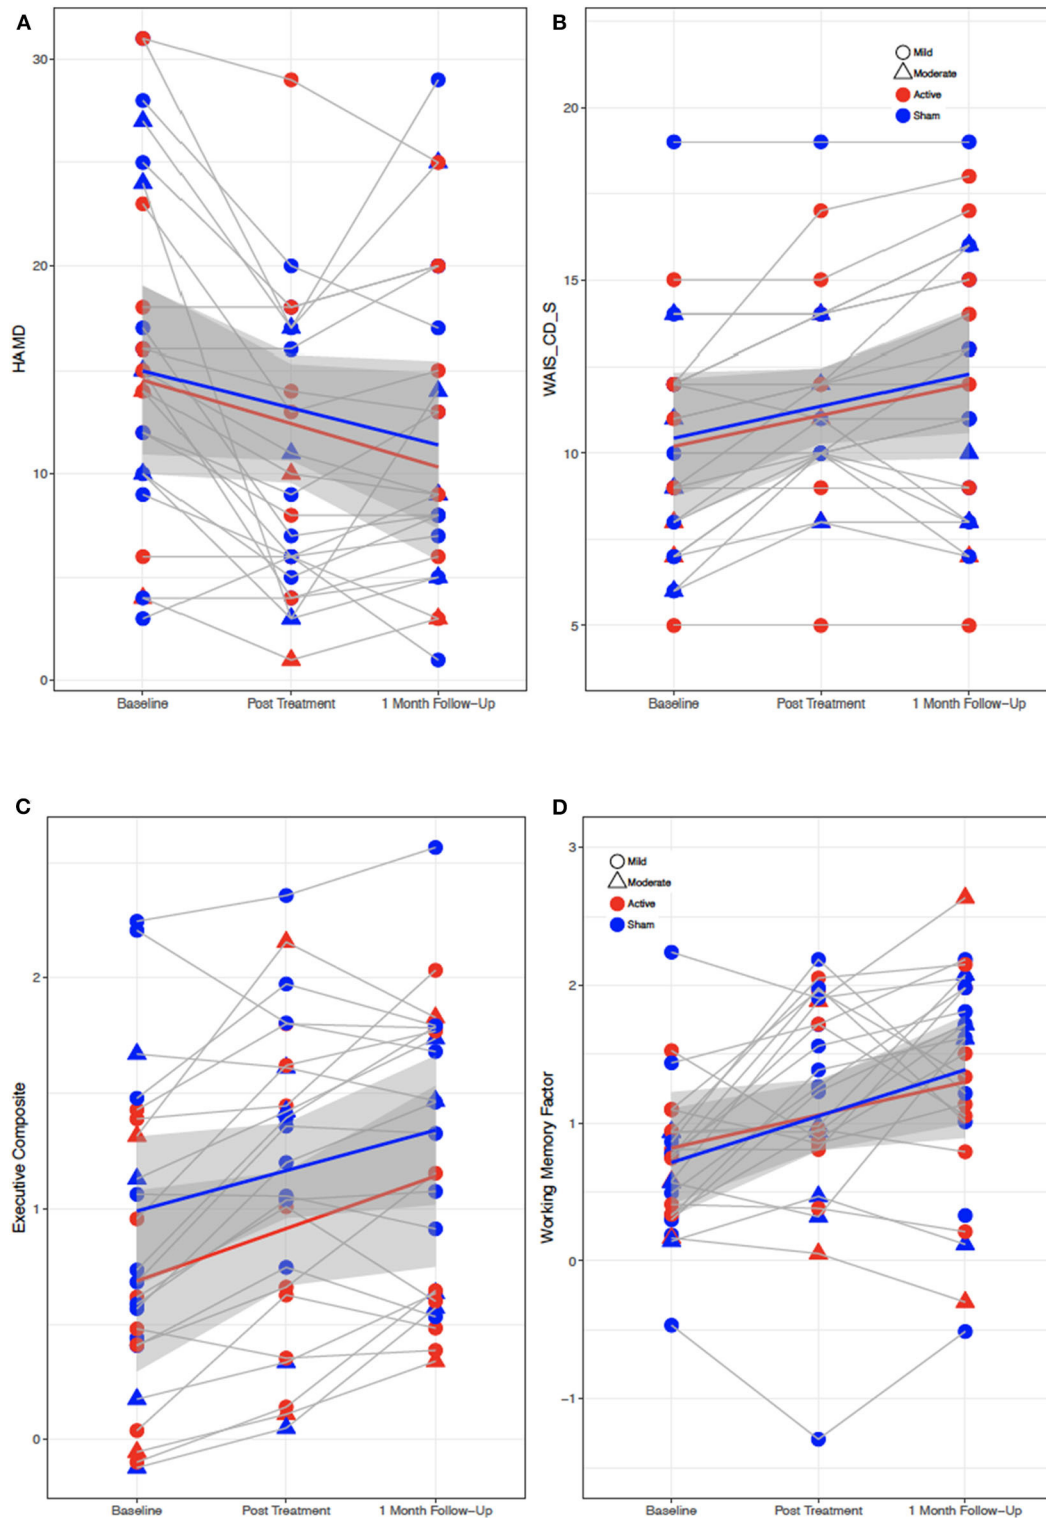 A
HAMD
30
20
10
0
Baseline
Post Treatment
1 Month Follow-Up
B
WAIS_CD_S
20
15
10
5
Mild
Moderate
Active
Sham
Baseline
Post Treatment
1 Month Follow-Up
C
Executive Composite
2
1
0
Baseline
Post Treatment
1 Month Follow-Up
D
Working Memory Factor
3
2
1
0
-1
Mild
Moderate
Active
Sham
Baseline
Post Treatment
1 Month Follow-Up